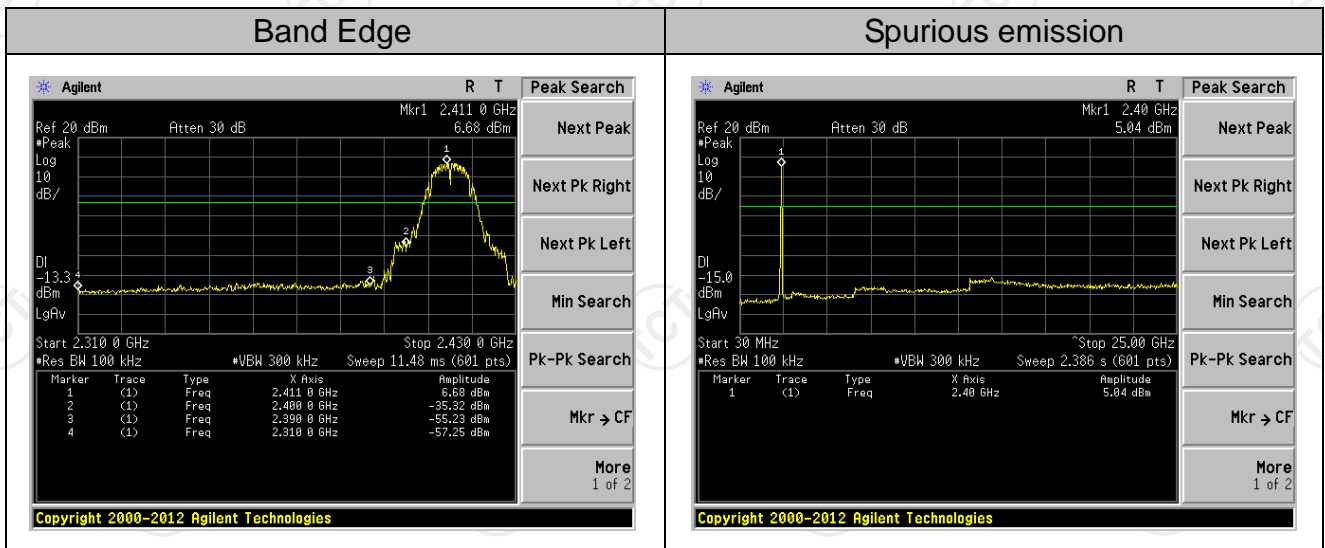 Band Edge
Agilent R T
Mkr1 2.411 0 GHz
Ref 20 dBm Atten 30 dB 6.68 dBm
#Peak
Log
10
dB/
DI
-13.3
dBm
LgAv
1
2
3
4
Start 2.310 0 GHz Stop 2.430 0 GHz
#Res BW 100 kHz #VBW 300 kHz Sweep 11.48 ms (601 pts)
Marker Trace Type X Axis Amplitude
1 (1) Freq 2.411 0 GHz 6.68 dBm
2 (1) Freq 2.400 0 GHz -35.32 dBm
3 (1) Freq 2.390 0 GHz -55.23 dBm
4 (1) Freq 2.310 0 GHz -57.25 dBm
Peak Search
Next Peak
Next Pk Right
Next Pk Left
Min Search
Pk-Pk Search
Mkr → CF
More
1 of 2
Copyright 2000-2012 Agilent Technologies
Spurious emission
Agilent R T
Mkr1 2.40 GHz
Ref 20 dBm Atten 30 dB 5.04 dBm
#Peak
Log
10
dB/
DI
-15.0
dBm
LgAv
1
Start 30 MHz ^Stop 25.00 GHz
#Res BW 100 kHz #VBW 300 kHz Sweep 2.386 s (601 pts)
Marker Trace Type X Axis Amplitude
1 (1) Freq 2.40 GHz 5.04 dBm
Peak Search
Next Peak
Next Pk Right
Next Pk Left
Min Search
Pk-Pk Search
Mkr → CF
More
1 of 2
Copyright 2000-2012 Agilent Technologies